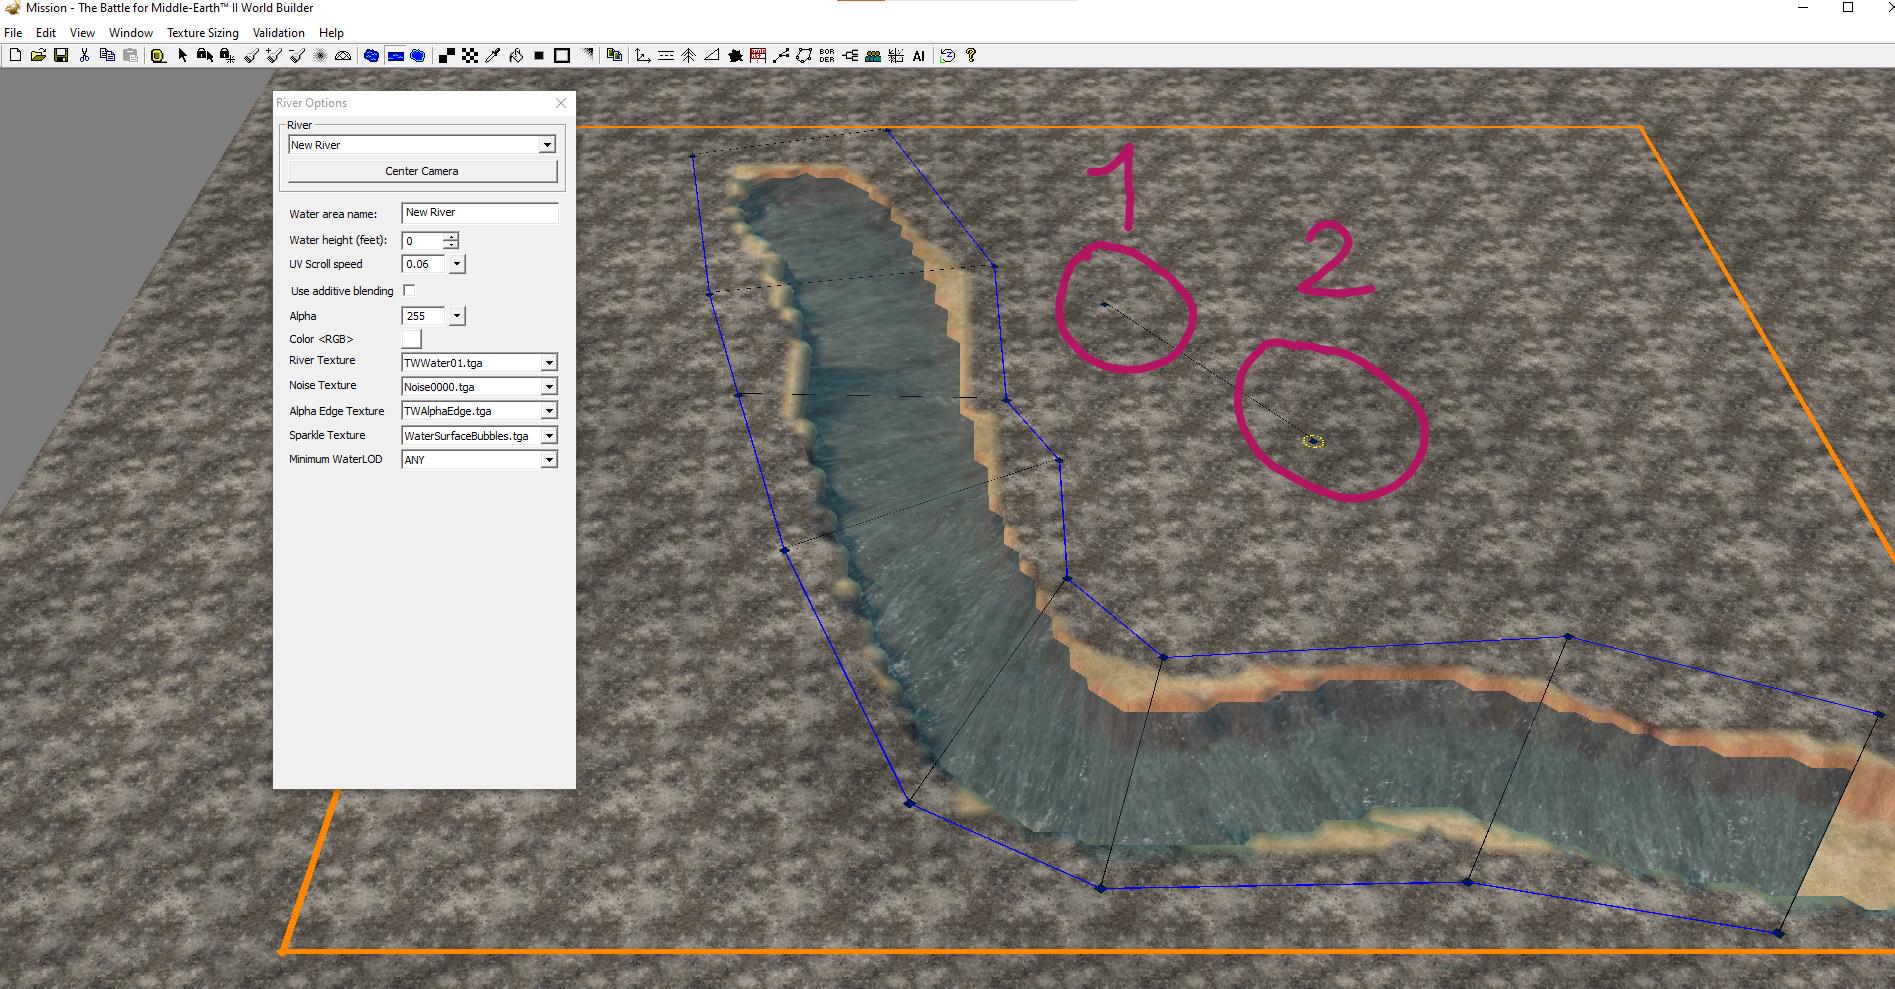 Mission - The Battle for Middle-Earth™ II World Builder
File Edit View Window Texture Sizing Validation Help
BOR
DER
AI
River Options
River
New River
Center Camera
Water area name: New River
Water height (feet): 0
UV Scroll speed 0.06
Use additive blending
Alpha 255
Color <RGB>
River Texture TWWater01.tga
Noise Texture Noise0000.tga
Alpha Edge Texture TWAlphaEdge.tga
Sparkle Texture WaterSurfaceBubbles.tga
Minimum WaterLOD ANY
1
2